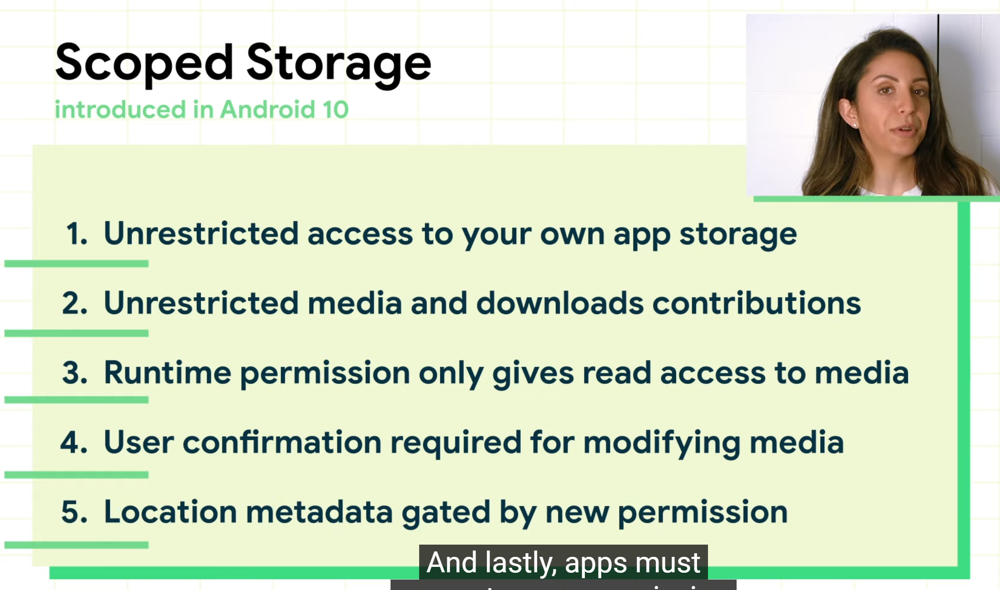 Scoped Storage
introduced in Android 10
1. Unrestricted access to your own app storage
2. Unrestricted media and downloads contributions
3. Runtime permission only gives read access to media
4. User confirmation required for modifying media
5. Location metadata gated by new permission
And lastly, apps must